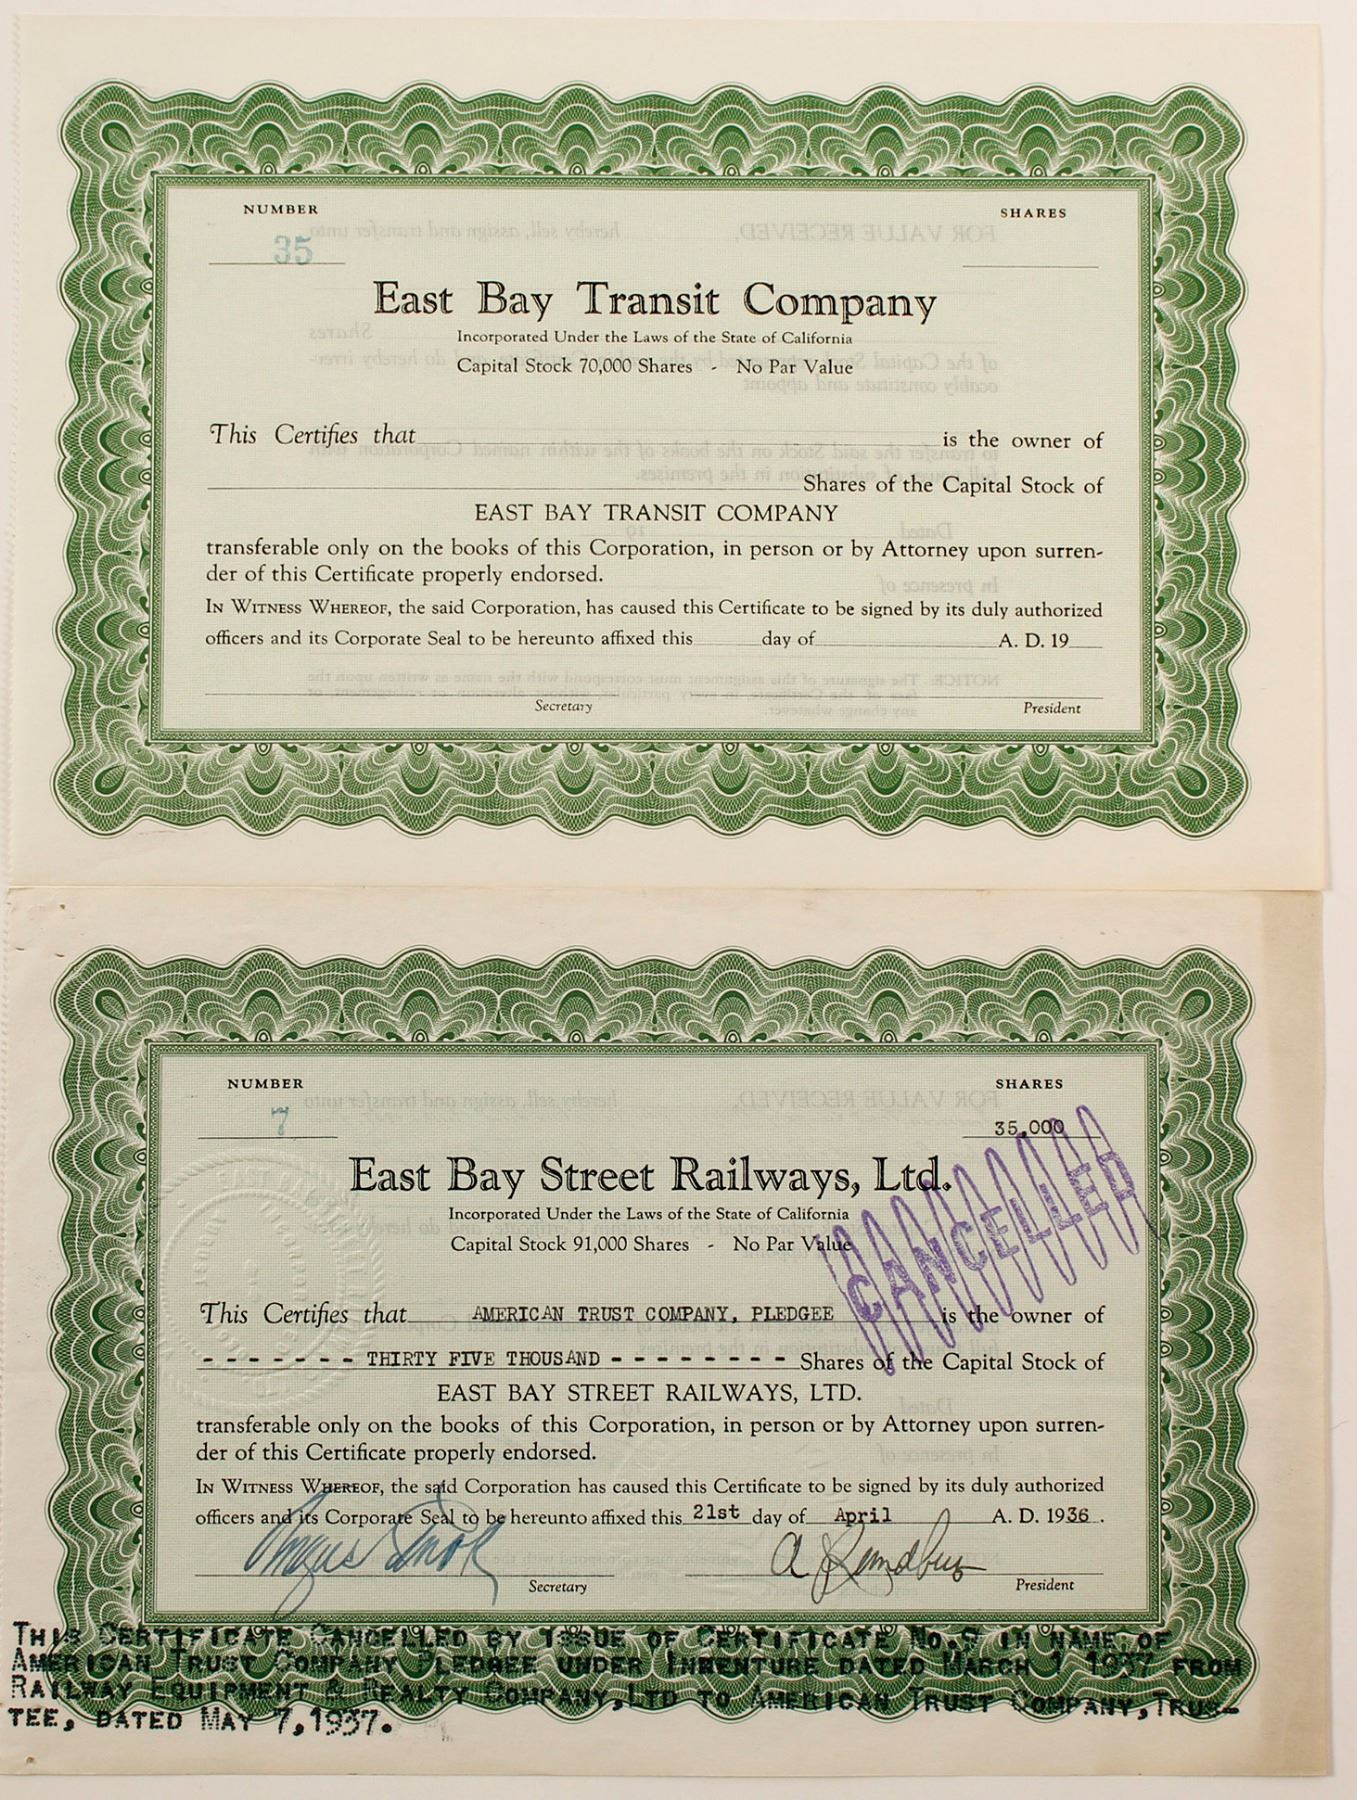 NUMBER
SHARES
35
East Bay Transit Company
Incorporated Under the Laws of the State of California
Capital Stock 70,000 Shares - No Par Value
This Certifies that is the owner of
Shares of the Capital Stock of
EAST BAY TRANSIT COMPANY
transferable only on the books of this Corporation, in person or by Attorney upon surren-
der of this Certificate properly endorsed.
IN WITNESS WHEREOF, the said Corporation, has caused this Certificate to be signed by its duly authorized
officers and its Corporate Seal to be hereunto affixed this day of A. D. 19
Secretary
President
NUMBER
SHARES
7
35,000
East Bay Street Railways, Ltd.
Incorporated Under the Laws of the State of California
Capital Stock 91,000 Shares - No Par Value
CANCELLED
This Certifies that AMERICAN TRUST COMPANY, PLEDGEE is the owner of
- - - - - - - THIRTY FIVE THOUSAND - - - - - - - - - Shares of the Capital Stock of
EAST BAY STREET RAILWAYS, LTD.
transferable only on the books of this Corporation, in person or by Attorney upon surren-
der of this Certificate properly endorsed.
IN WITNESS WHEREOF, the said Corporation has caused this Certificate to be signed by its duly authorized
officers and its Corporate Seal to be hereunto affixed this 21st day of April A. D. 1936.
Secretary
President
THIS CERTIFICATE CANCELLED BY ISSUE OF CERTIFICATE NO.9 IN NAME OF
AMERICAN TRUST COMPANY PLEDGEE UNDER INDENTURE DATED MARCH 1 1937 FROM
RAILWAY EQUIPMENT & REALTY COMPANY, LTD TO AMERICAN TRUST COMPANY, TRUS-
TEE, DATED MAY 7, 1937.